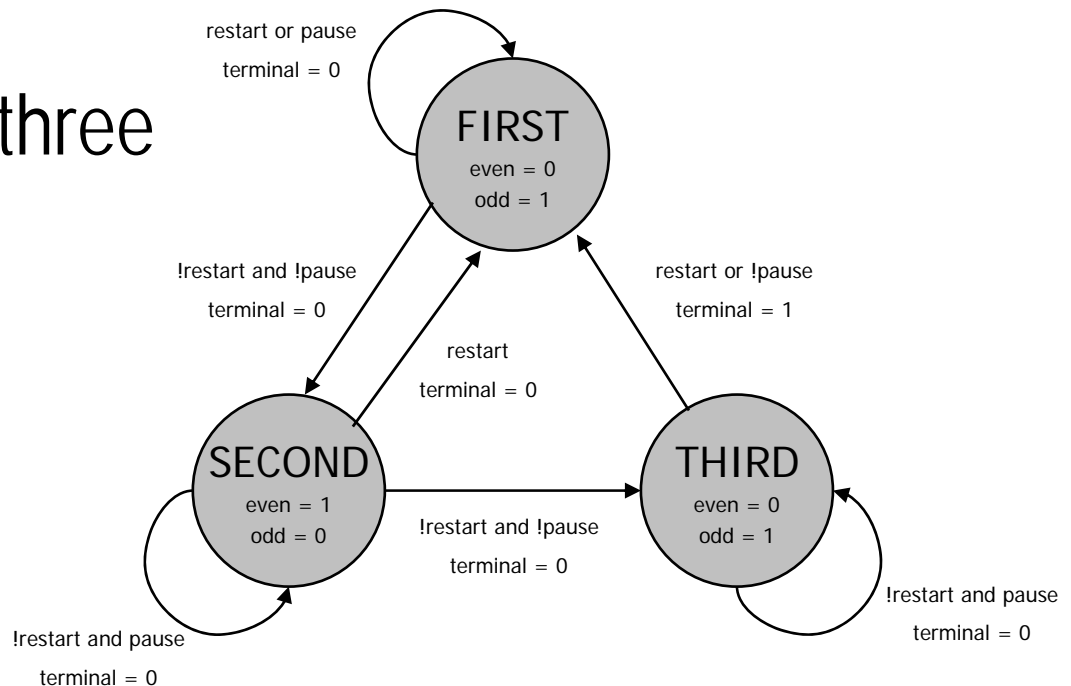 restart or pause
terminal = 0
three
FIRST
even = 0
odd = 1
!restart and !pause
terminal = 0
restart or !pause
terminal = 1
restart
terminal = 0
SECOND
even = 1
odd = 0
!restart and !pause
terminal = 0
THIRD
even = 0
odd = 1
!restart and pause
terminal = 0
!restart and pause
terminal = 0